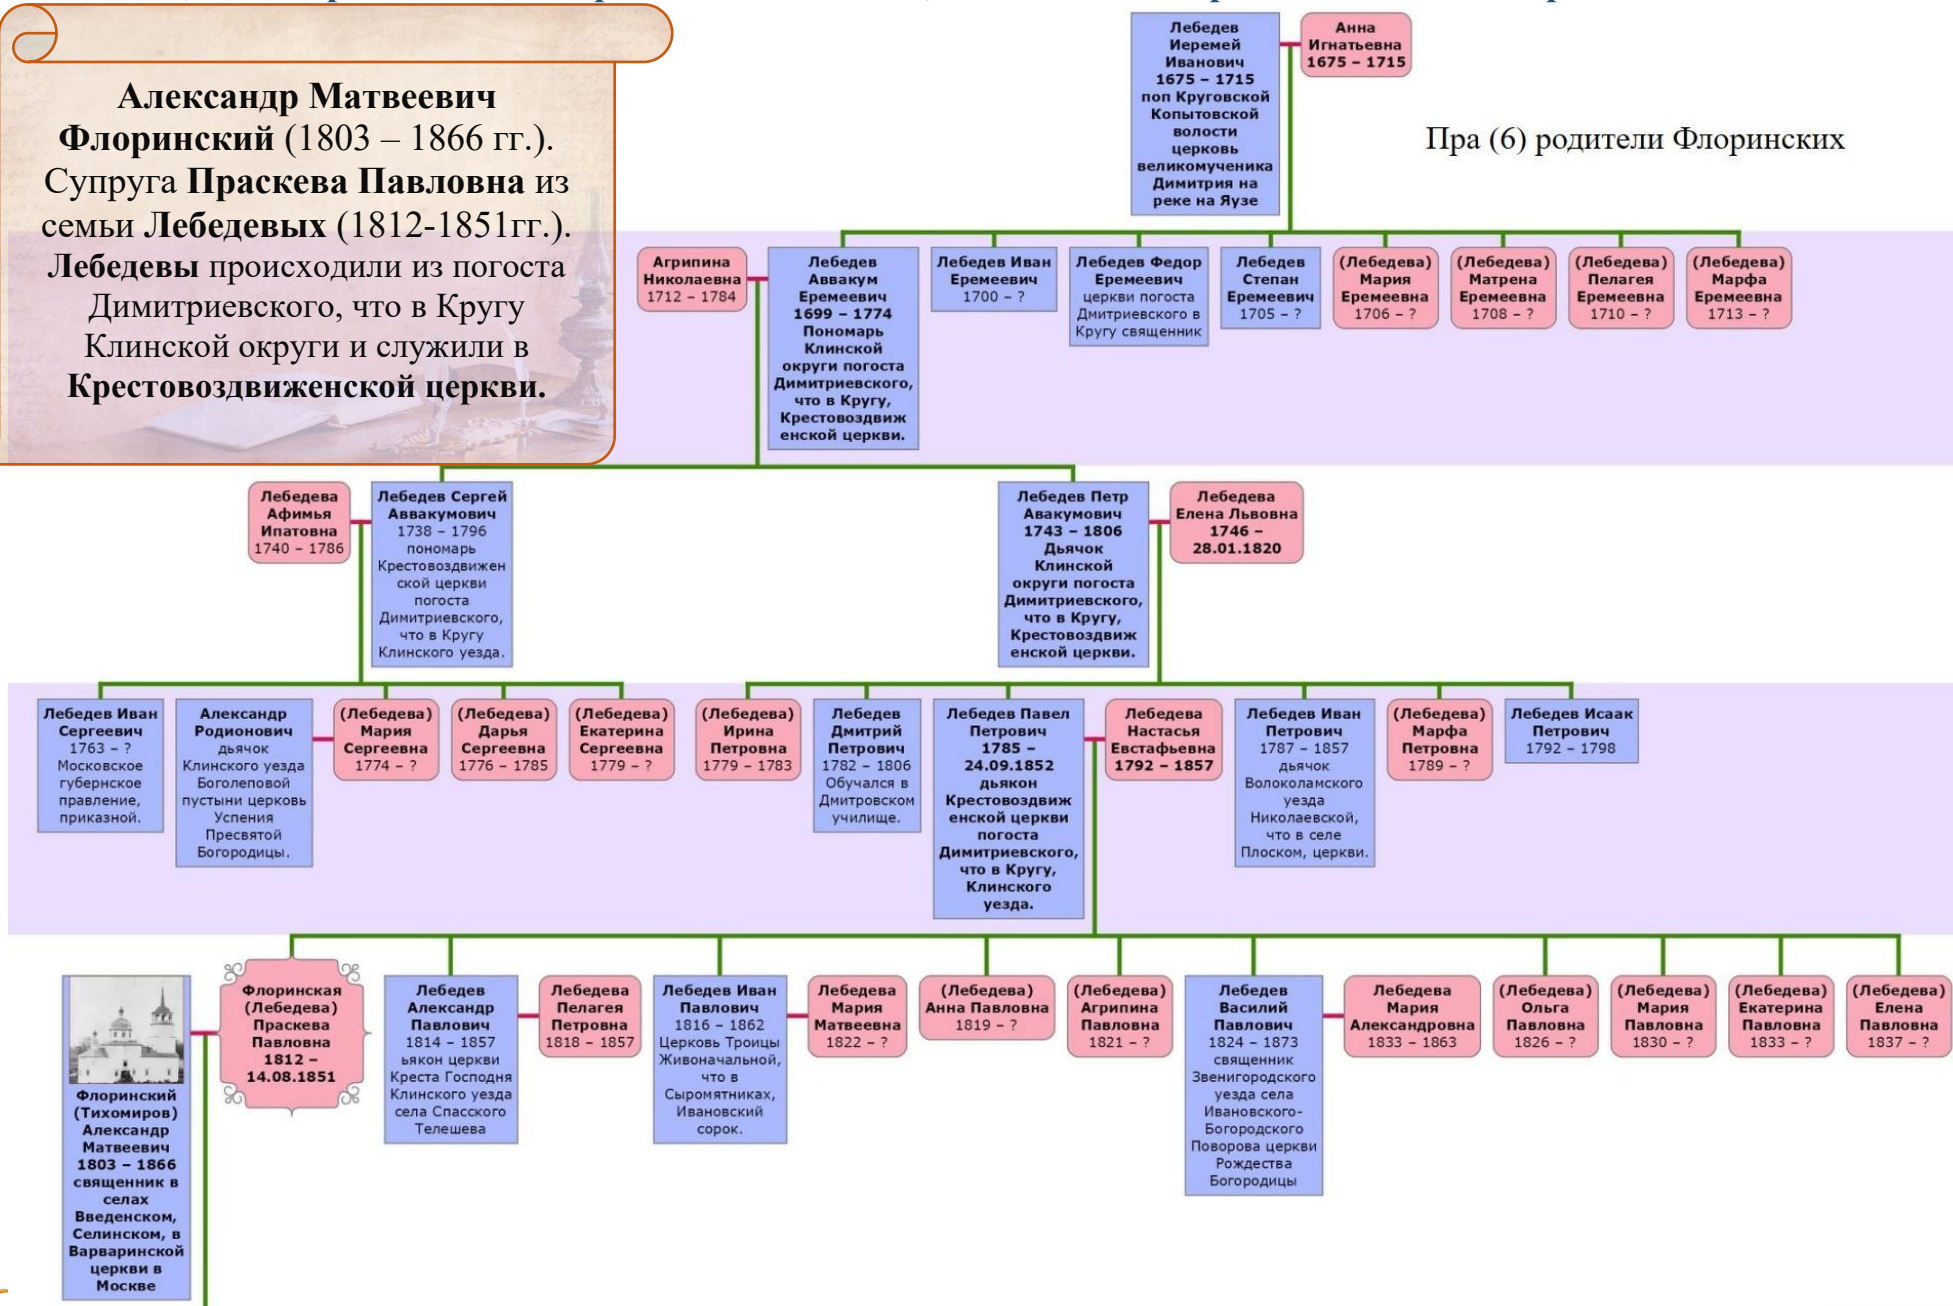 Александр Матвеевич
Флоринский (1803 – 1866 гг.).
Супруга Праскева Павловна из
семьи Лебедевых (1812-1851гг.).
Лебедевы происходили из погоста
Димитриевского, что в Кругу
Клинской округи и служили в
Крестовоздвиженской церкви.
Лебедев
Иеремей
Иванович
1675 – 1715
поп Круговской
Копытовской
волости
церковь
великомученика
Димитрия на
реке на Яузе
Анна
Игнатьевна
1675 – 1715
Пра (6) родители Флоринских
Агрипина
Николаевна
1712 – 1784
Лебедев
Аввакум
Еремеевич
1699 – 1774
Пономарь
Клинской
округи погоста
Димитриевского,
что в Кругу,
Крестовоздвиж
енской церкви.
Лебедев Иван
Еремеевич
1700 – ?
Лебедев Федор
Еремеевич
церкви погоста
Дмитриевского в
Кругу священник
Лебедев
Степан
Еремеевич
1705 – ?
(Лебедева)
Мария
Еремеевна
1706 – ?
(Лебедева)
Матрена
Еремеевна
1708 – ?
(Лебедева)
Пелагея
Еремеевна
1710 – ?
(Лебедева)
Марфа
Еремеевна
1713 – ?
Лебедева
Афимья
Ипатовна
1740 – 1786
Лебедев Сергей
Аввакумович
1738 – 1796
пономарь
Крестовоздвижен
ской церкви
погоста
Димитриевского,
что в Кругу
Клинского уезда.
Лебедев Петр
Авакумович
1743 – 1806
Дьячок
Клинской
округи погоста
Димитриевского,
что в Кругу,
Крестовоздвиж
енской церкви.
Лебедева
Елена Львовна
1746 –
28.01.1820
Лебедев Иван
Сергеевич
1763 – ?
Московское
губернское
правление,
приказной.
Александр
Родионович
дьячок
Клинского уезда
Боголеповой
пустыни церковь
Успения
Пресвятой
Богородицы.
(Лебедева)
Мария
Сергеевна
1774 – ?
(Лебедева)
Дарья
Сергеевна
1776 – 1785
(Лебедева)
Екатерина
Сергеевна
1779 – ?
(Лебедева)
Ирина
Петровна
1779 – 1783
Лебедев
Дмитрий
Петрович
1782 – 1806
Обучался в
Дмитровском
училище.
Лебедев Павел
Петрович
1785 –
24.09.1852
дьякон
Крестовоздвиж
енской церкви
погоста
Димитриевского,
что в Кругу,
Клинского
уезда.
Лебедева
Настасья
Евстафьевна
1792 – 1857
Лебедев Иван
Петрович
1787 – 1857
дьячок
Волоколамского
уезда
Николаевской,
что в селе
Плоском, церкви.
(Лебедева)
Марфа
Петровна
1789 – ?
Лебедев Исаак
Петрович
1792 – 1798
Флоринский
(Тихомиров)
Александр
Матвеевич
1803 – 1866
священник в
селах
Введенском,
Селинском, в
Варваринской
церкви в
Москве
Флоринская
(Лебедева)
Праскева
Павловна
1812 –
14.08.1851
Лебедев
Александр
Павлович
1814 – 1857
ьякон церкви
Креста Господня
Клинского уезда
села Спасского
Телешева
Лебедева
Пелагея
Петровна
1818 – 1857
Лебедев Иван
Павлович
1816 – 1862
Церковь Троицы
Живоначальной,
что в
Сыромятниках,
Ивановский
сорок.
Лебедева
Мария
Матвеевна
1822 – ?
(Лебедева)
Анна Павловна
1819 – ?
(Лебедева)
Агрипина
Павловна
1821 – ?
Лебедев
Василий
Павлович
1824 – 1873
священник
Звенигородского
уезда села
Ивановского-
Богородского
Поворова церкви
Рождества
Богородицы
Лебедева
Мария
Александровна
1833 – 1863
(Лебедева)
Ольга
Павловна
1826 – ?
(Лебедева)
Мария
Павловна
1830 – ?
(Лебедева)
Екатерина
Павловна
1833 – ?
(Лебедева)
Елена
Павловна
1837 – ?